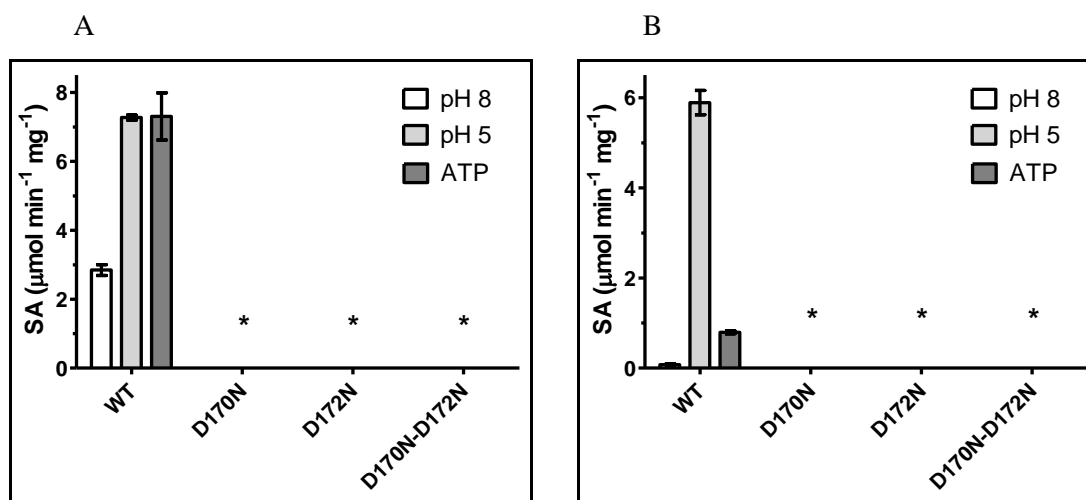 A
SA (µmol min⁻¹ mg⁻¹)
8
6
4
2
0
pH 8
pH 5
ATP
*
*
*
WT
D170N
D172N
D170N-D172N
B
SA (µmol min⁻¹ mg⁻¹)
6
4
2
0
pH 8
pH 5
ATP
*
*
*
WT
D170N
D172N
D170N-D172N